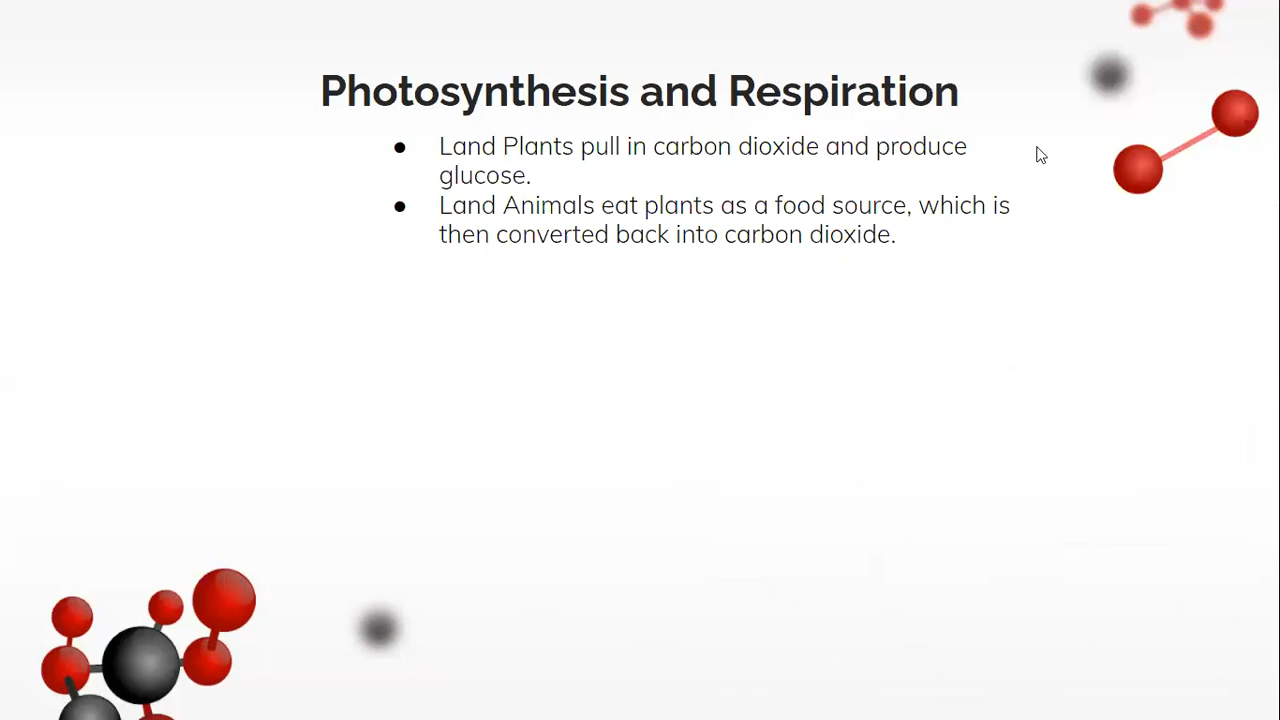 Photosynthesis and Respiration
● Land Plants pull in carbon dioxide and produce
glucose.
● Land Animals eat plants as a food source, which is
then converted back into carbon dioxide.